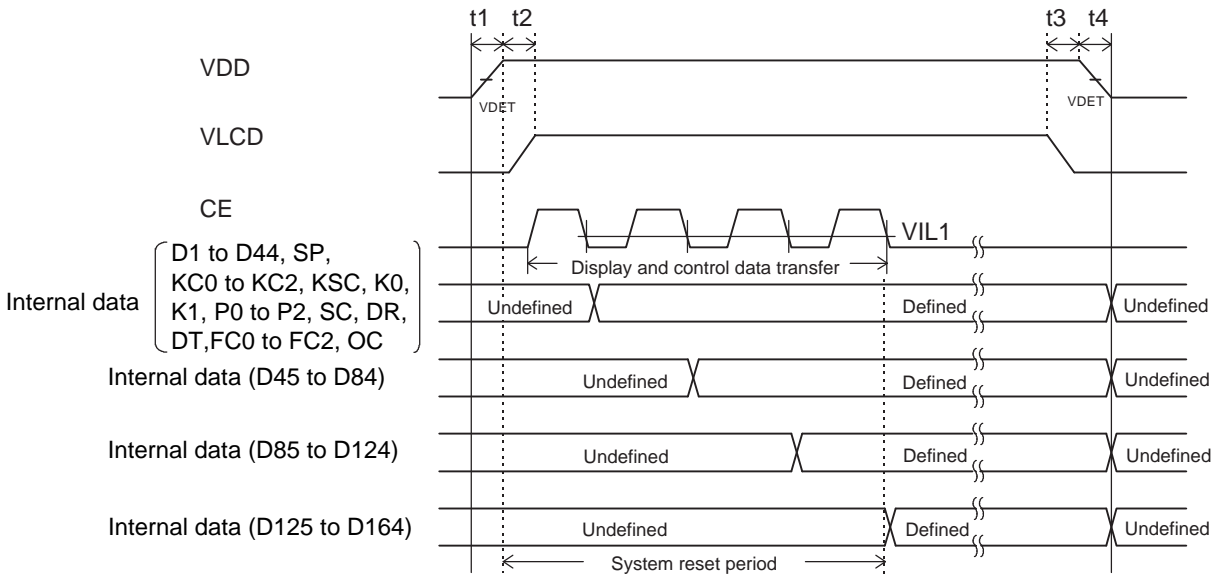 t1 t2 t3 t4
VDD
VDET VDET
VLCD
CE
VIL1
Display and control data transfer
Internal data
D1 to D44, SP,
KC0 to KC2, KSC, K0,
K1, P0 to P2, SC, DR,
DT,FC0 to FC2, OC
Undefined Defined Undefined
Internal data (D45 to D84) Undefined Defined Undefined
Internal data (D85 to D124) Undefined Defined Undefined
Internal data (D125 to D164) Undefined Defined Undefined
System reset period